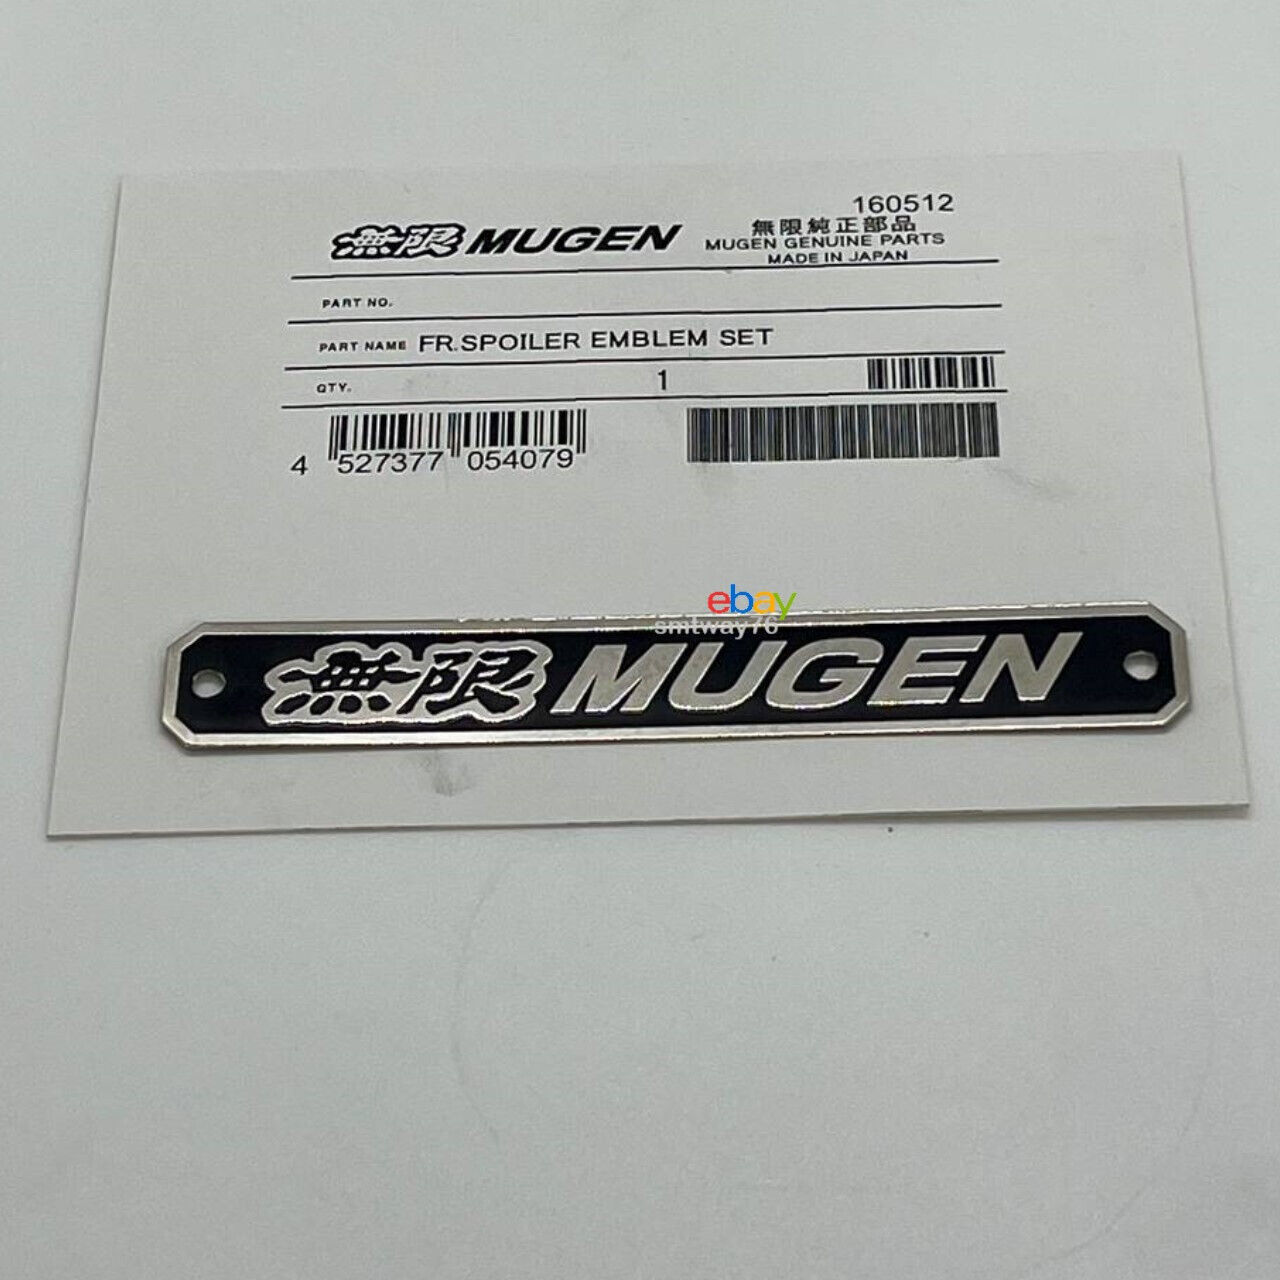 160512
無限 MUGEN
無限純正部品
MUGEN GENUINE PARTS
MADE IN JAPAN
PART NO.
PART NAME FR.SPOILER EMBLEM SET
QTY. 1
4 527377 054079
ebay
smitway76
無限 MUGEN